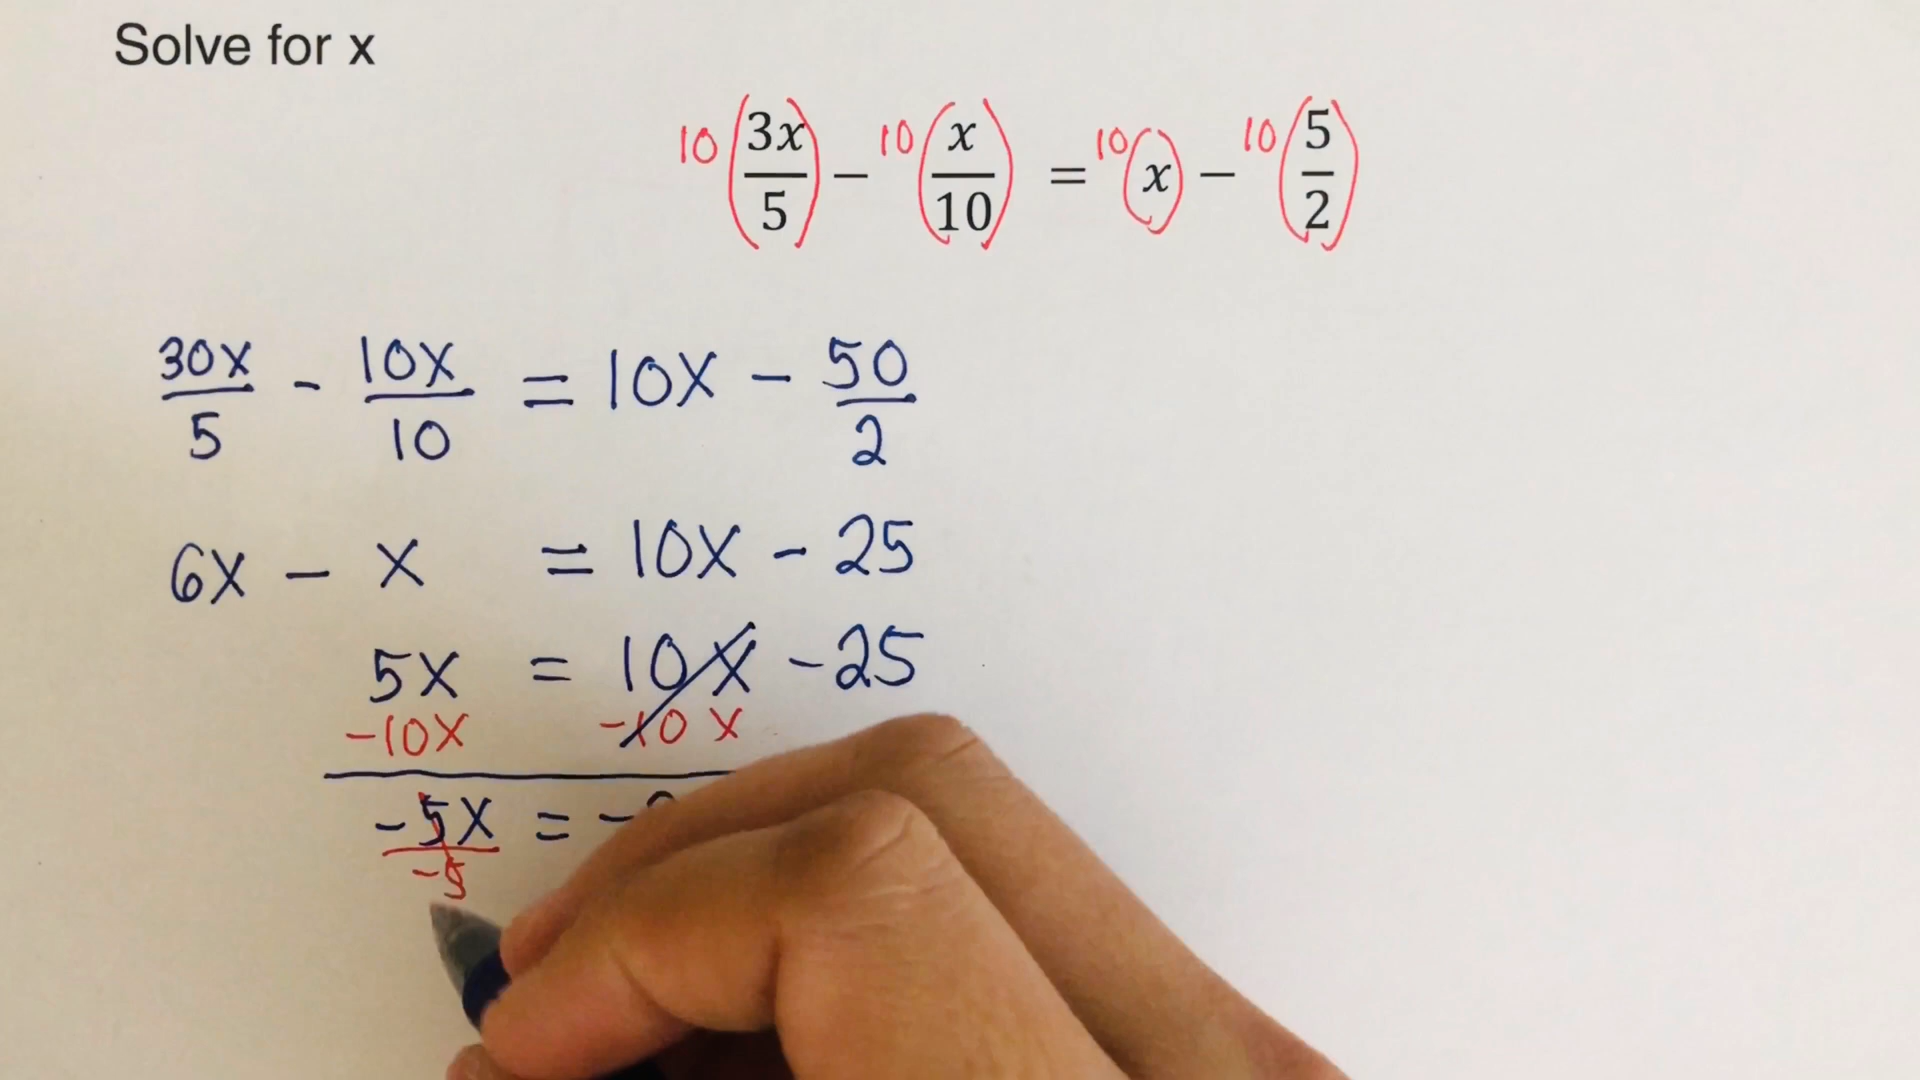 Solve for x
10(3x/5) − 10(x/10) = 10(x) − 10(5/2)
30x/5 - 10x/10 = 10x - 50/2
6x - x = 10x - 25
5x = 10x - 25
-10x -10x
-5x = -
-5